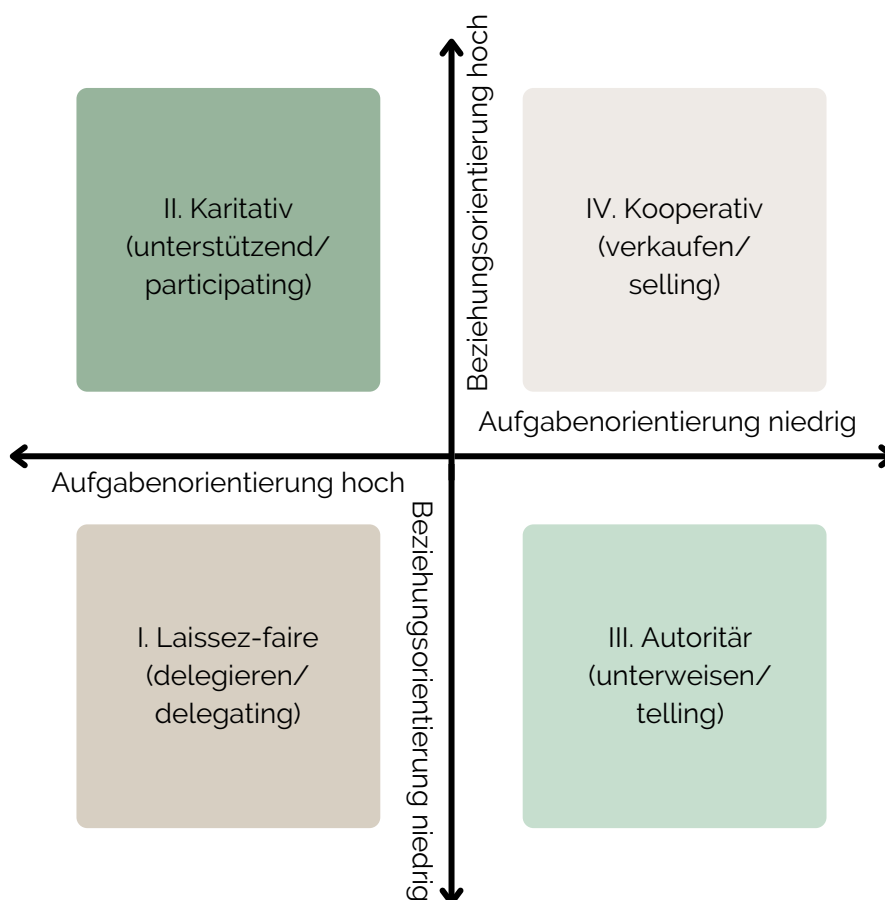 Beziehungsorientierung hoch
II. Karitativ
(unterstützend/
participating)
IV. Kooperativ
(verkaufen/
selling)
Aufgabenorientierung niedrig
Aufgabenorientierung hoch
Beziehungsorientierung niedrig
I. Laissez-faire
(delegieren/
delegating)
III. Autoritär
(unterweisen/
telling)